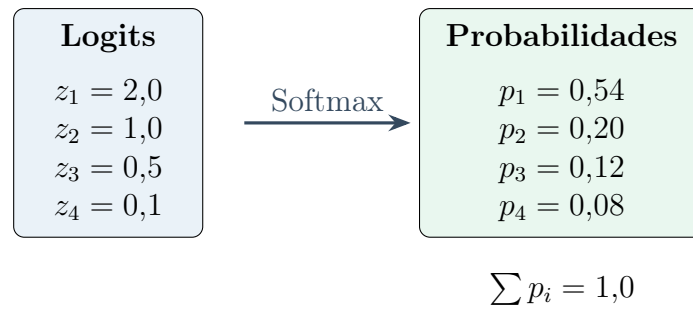 Logits
z₁ = 2,0
z₂ = 1,0
z₃ = 0,5
z₄ = 0,1
Softmax
Probabilidades
p₁ = 0,54
p₂ = 0,20
p₃ = 0,12
p₄ = 0,08
∑ pᵢ = 1,0